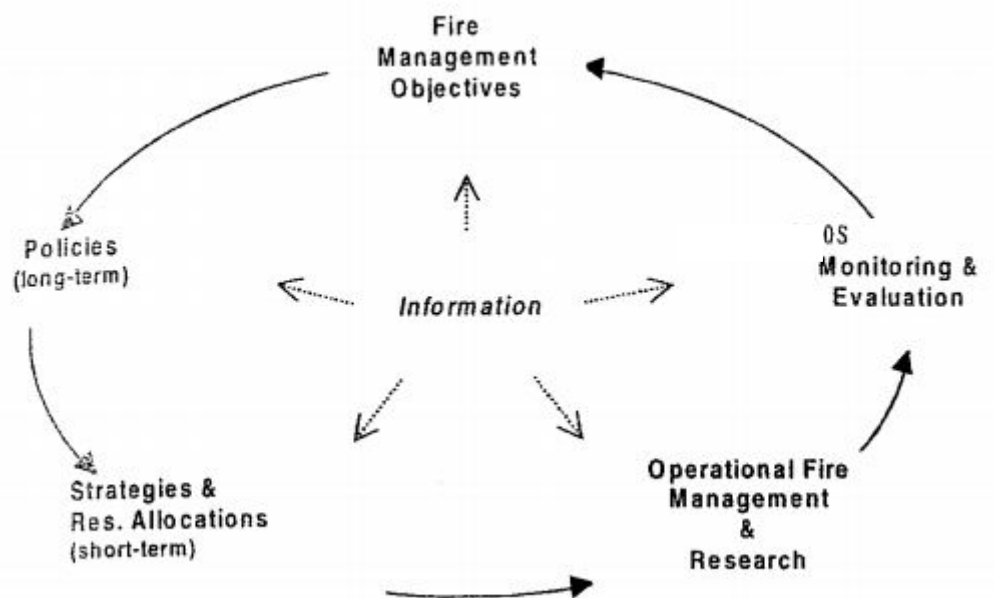 Fire
Management
Objectives
Policies
(long-term)
Information
0S
Monitoring &
Evaluation
Strategies &
Res. Allocations
(short-term)
Operational Fire
Management
&
Research